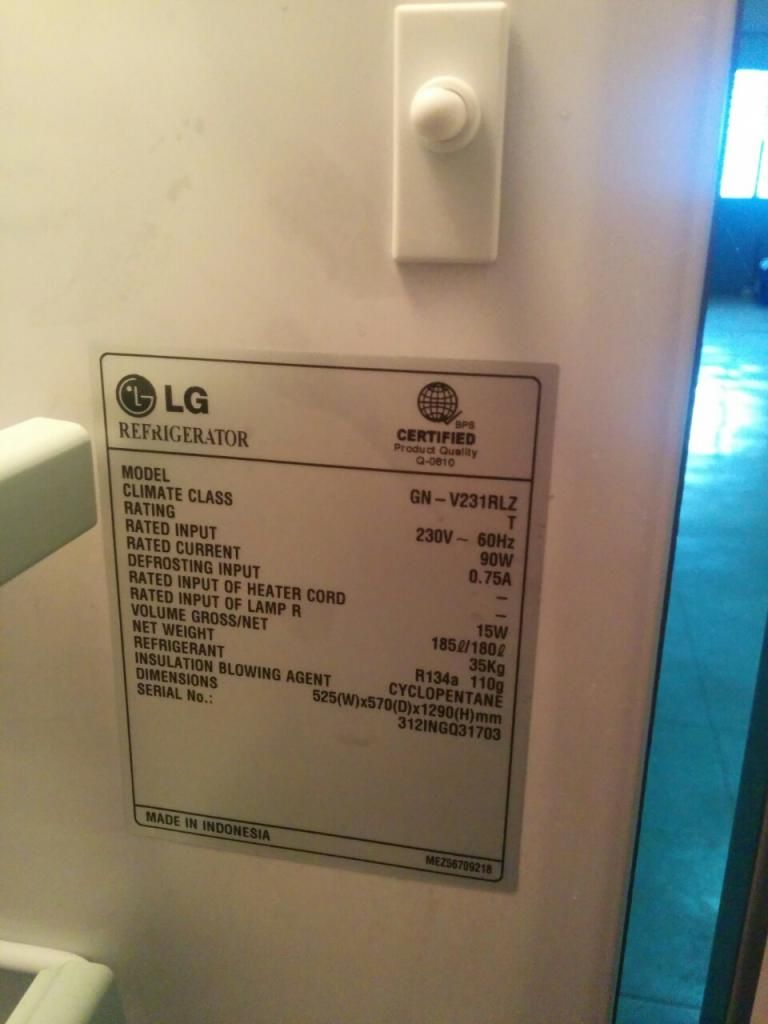 LG
REFRIGERATOR
BPS
CERTIFIED
Product Quality
Q-0810
MODEL GN-V231RLZ
CLIMATE CLASS T
RATING 230V ~ 60Hz
RATED INPUT 90W
RATED CURRENT 0.75A
DEFROSTING INPUT –
RATED INPUT OF HEATER CORD –
RATED INPUT OF LAMP R 15W
VOLUME GROSS/NET 185ℓ/180ℓ
NET WEIGHT 35Kg
REFRIGERANT R134a 110g
INSULATION BLOWING AGENT CYCLOPENTANE
DIMENSIONS 525(W)x570(D)x1290(H)mm
SERIAL No.: 312INGQ31703
MADE IN INDONESIA
MEZ56709218